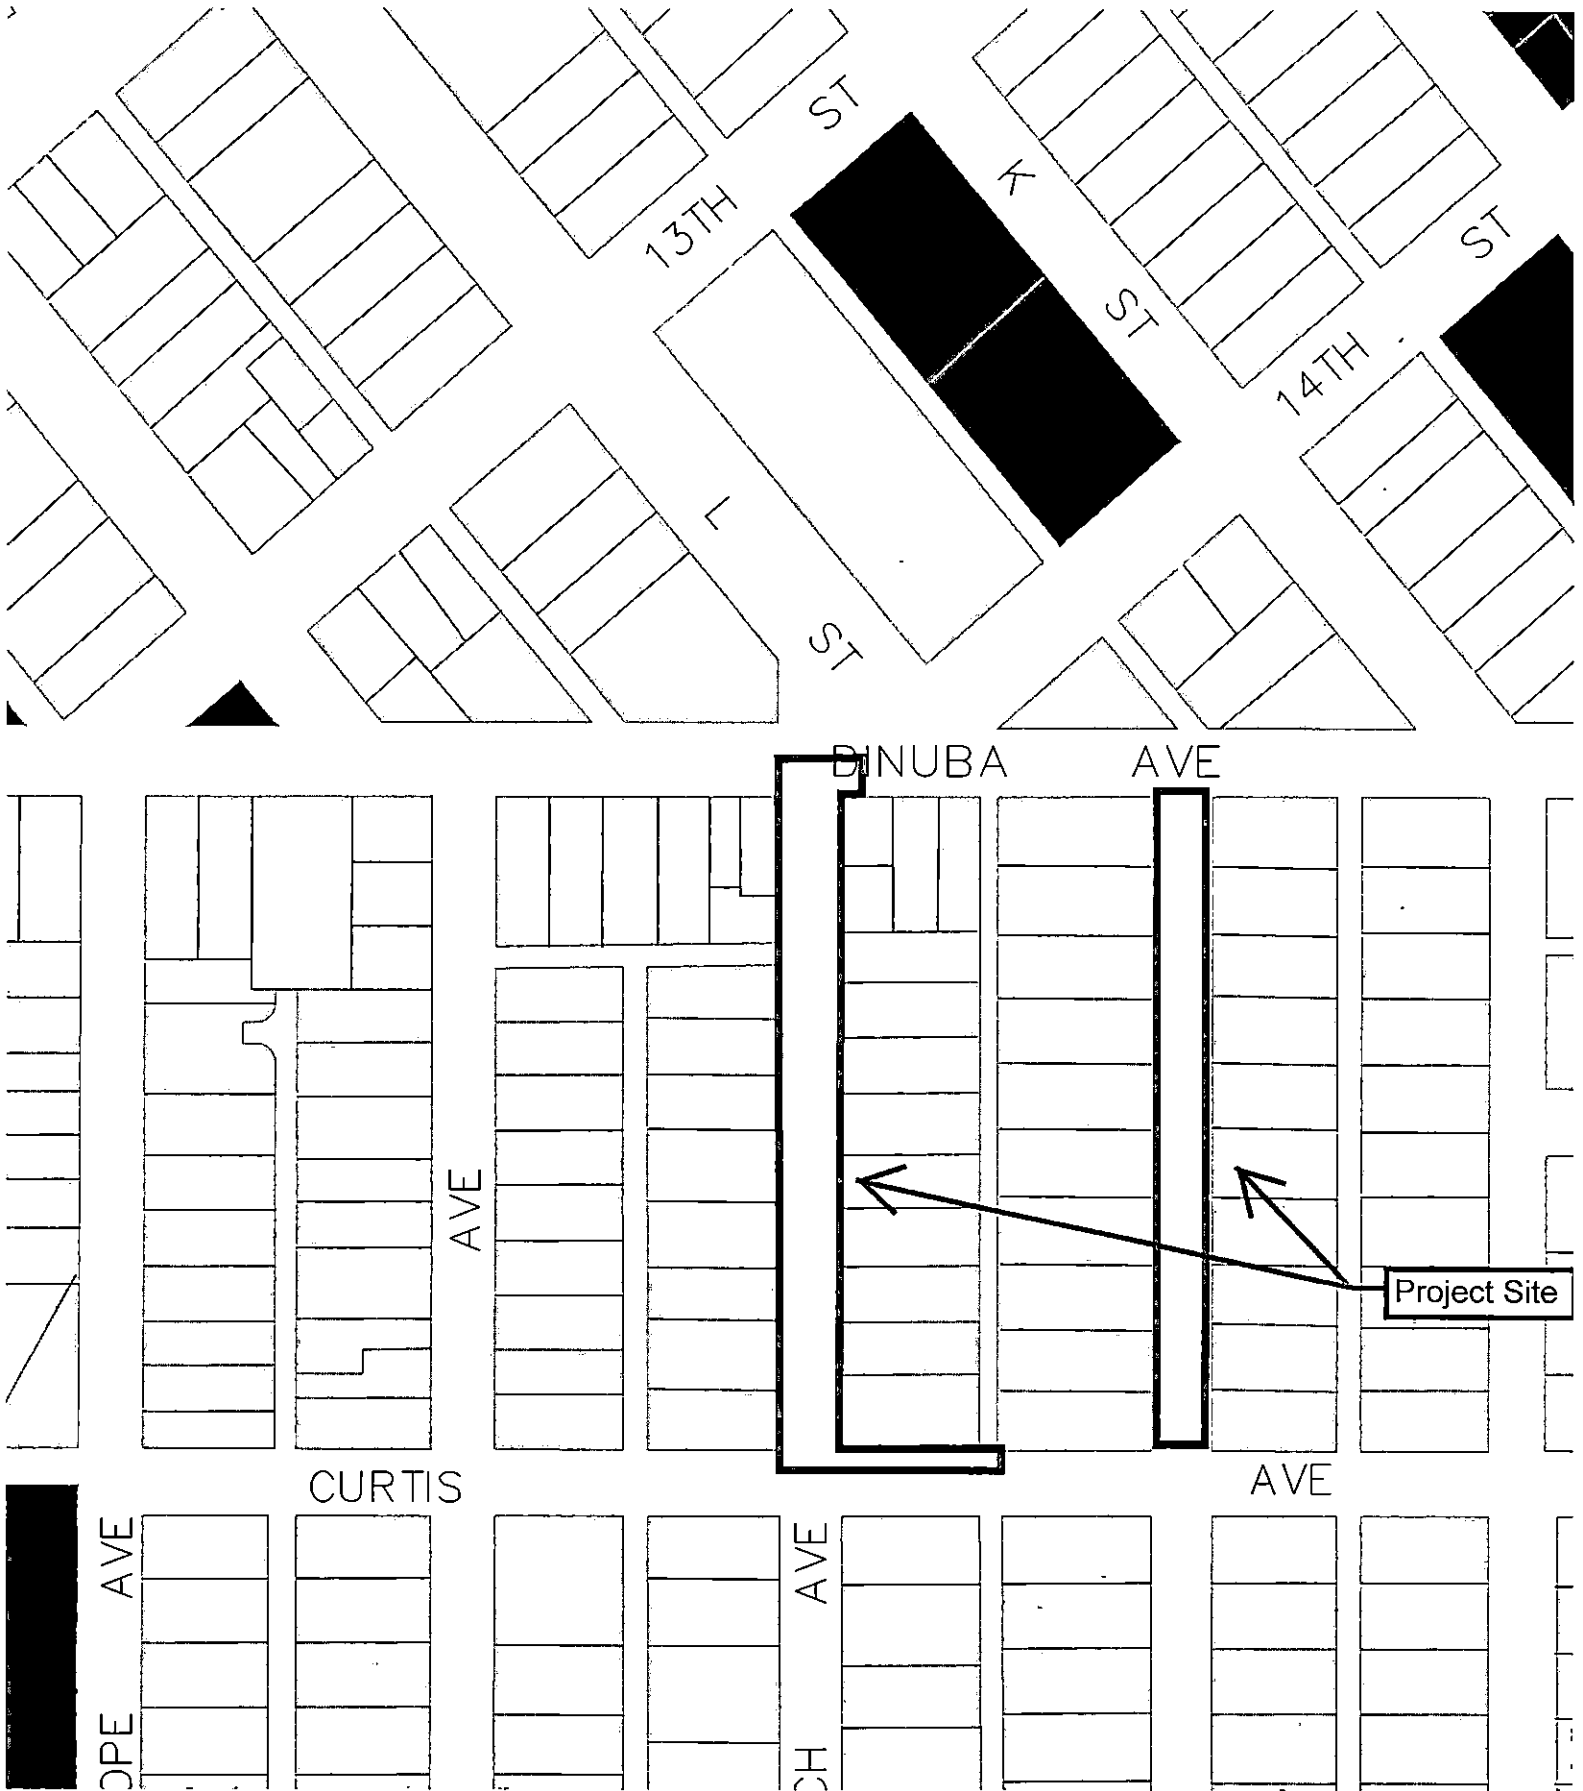 ST
13TH
K
ST
ST
14TH
L
ST
DINUBA AVE
AVE
Project Site
CURTIS AVE
AVE
AVE
OPE
CH